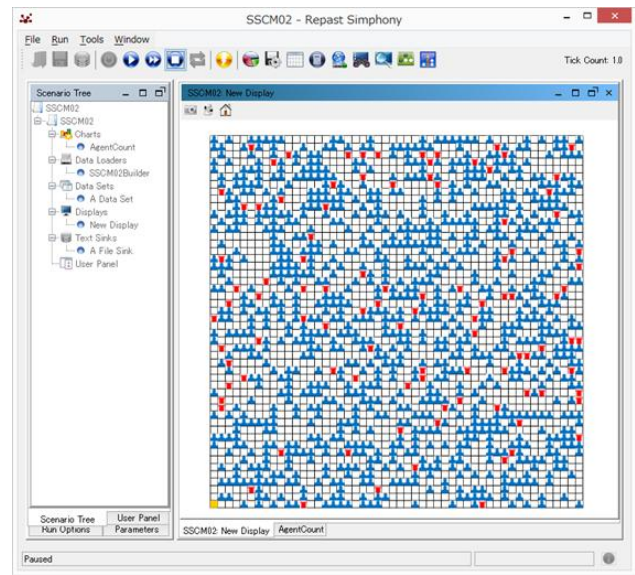 SSCM02 - Repast Simphony
File Run Tools Window
Tick Count: 1.0
Scenario Tree
SSCM02
SSCM02
Charts
AgentCount
Data Loaders
SSCM02Builder
Data Sets
A Data Set
Displays
New Display
Text Sinks
A File Sink
User Panel
Scenario Tree User Panel
Run Options Parameters
SSCM02: New Display
SSCM02: New Display AgentCount
Paused